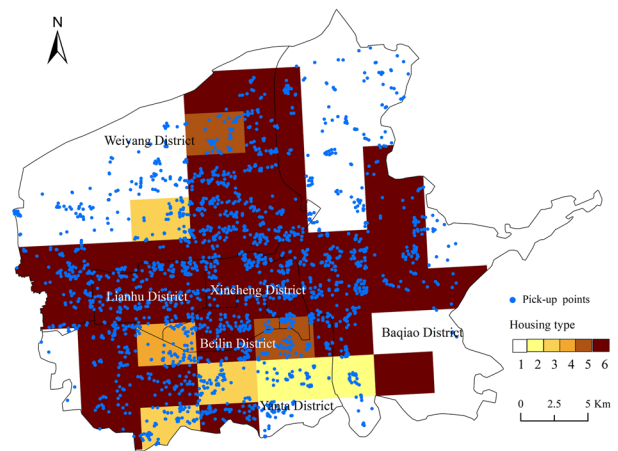 N
Weiyang District
Lianhu District
Xincheng District
Beilin District
Baqiao District
Yanta District
Pick-up points
Housing type
1 2 3 4 5 6
0 2.5 5 Km